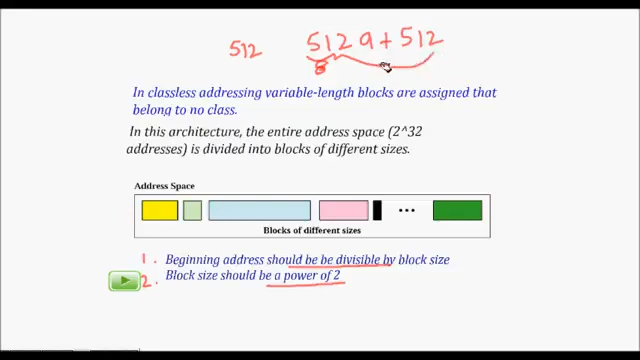 512 512 a + 512
In classless addressing variable-length blocks are assigned that
belong to no class.
In this architecture, the entire address space (2^32
addresses) is divided into blocks of different sizes.
Address Space
...
Blocks of different sizes
1. Beginning address should be be divisible by block size
2. Block size should be a power of 2